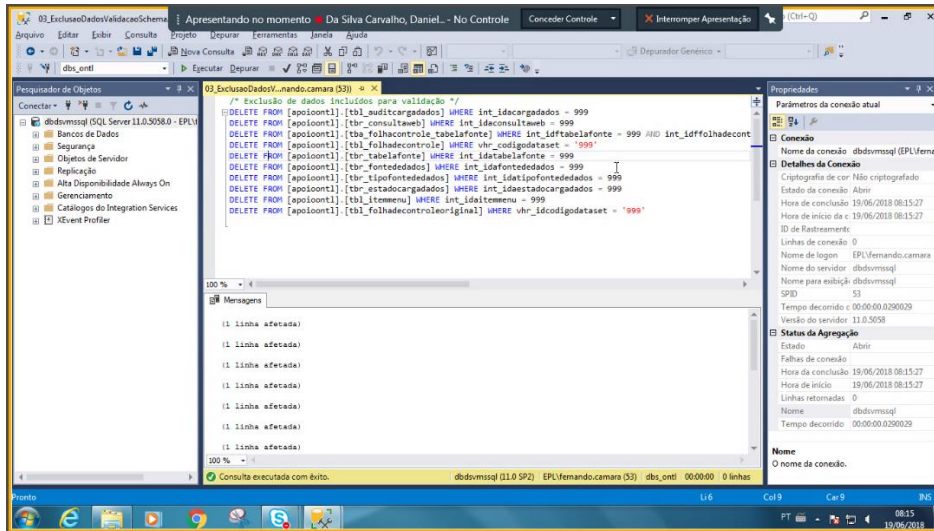 03_ExclusaoDadosValidacaoSchema
Apresentando no momento
Da Silva Carvalho, Daniel... - No Controle
Conceder Controle
Interromper Apresentação
(Ctrl+Q)
Arquivo Editar Exibir Consulta Projeto Depurar Ferramentas Janela Ajuda
Nova Consulta
Depurador Genérico
dbs_ontl
Executar Depurar
Pesquisador de Objetos
Conectar
dbdsvmssql (SQL Server 11.0.5058.0 - EPL\f
Bancos de Dados
Segurança
Objetos de Servidor
Replicação
Alta Disponibilidade Always On
Gerenciamento
Catálogos do Integration Services
XEvent Profiler
03_ExclusaoDadosV...nando.camara (53))
/* Exclusão de dados incluídos para validação */
DELETE FROM [apoioontl].[tbl_auditcargadados] WHERE int_idacargadados = 999
DELETE FROM [apoioontl].[tbr_consultaweb] WHERE int_idaconsultaweb = 999
DELETE FROM [apoioontl].[tba_folhacontrole_tabelafonte] WHERE int_idftabelafonte = 999 AND int_idffolhadecont
DELETE FROM [apoioontl].[tbl_folhadecontrole] WHERE vhr_codigodataset = '999'
DELETE FROM [apoioontl].[tbr_tabelafonte] WHERE int_idatabelafonte = 999
DELETE FROM [apoioontl].[tbr_fontededados] WHERE int_idafontededados = 999
DELETE FROM [apoioontl].[tbr_tipofontededados] WHERE int_idatipofontededados = 999
DELETE FROM [apoioontl].[tbr_estadocargadados] WHERE int_idaestadocargadados = 999
DELETE FROM [apoioontl].[tbl_itemmenu] WHERE int_idaitemmenu = 999
DELETE FROM [apoioontl].[tbl_folhadecontroleoriginal] WHERE vhr_idcodigodataset = '999'
100 %
Mensagens
(1 linha afetada)
(1 linha afetada)
(1 linha afetada)
(1 linha afetada)
(1 linha afetada)
(1 linha afetada)
(1 linha afetada)
100 %
Consulta executada com êxito.
dbdsvmssql (11.0 SP2) EPL\fernando.camara (53) dbs_ontl 00:00:00 0 linhas
Propriedades
Parâmetros da conexão atual
Conexão
Nome da conexão dbdsvmssql (EPL\ferna
Detalhes da Conexão
Criptografia de cor Não criptografado
Estado da conexão Abrir
Hora de conclusão 19/06/2018 08:15:27
Hora de início da c 19/06/2018 08:15:27
ID de Rastreamento
Linhas de conexão 0
Nome de logon EPL\fernando.camara
Nome do servidor dbdsvmssql
Nome para exibiçã dbdsvmssql
SPID 53
Tempo decorrido c 00:00:00.0290029
Versão do servidor 11.0.5058
Status da Agregação
Estado Abrir
Falhas de conexão
Hora da conclusão 19/06/2018 08:15:27
Hora de início 19/06/2018 08:15:27
Linhas retornadas 0
Nome dbdsvmssql
Tempo decorrido 00:00:00.0290029
Nome
O nome da conexão.
Pronto
Li6 Col9 Car9 INS
PT
08:15
19/06/2018